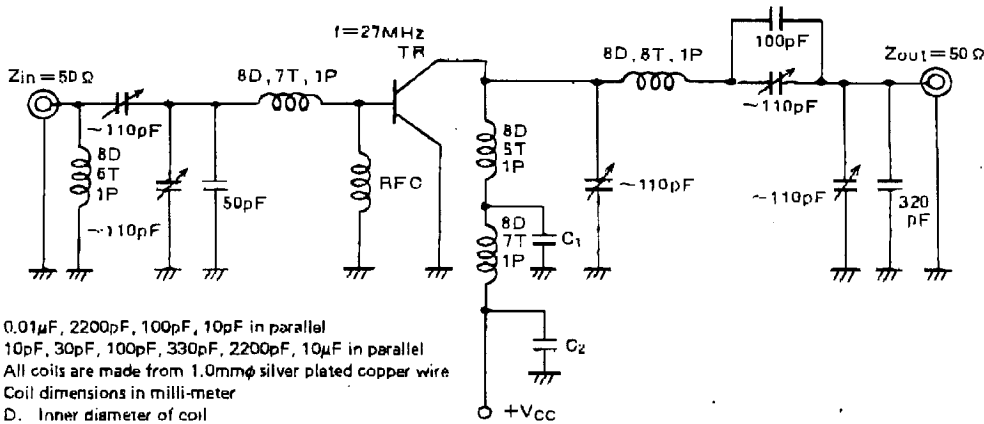 f=27MHz
TR
100pF
Zin=50Ω
8D, 7T, 1P
8D, 8T, 1P
Zout=50Ω
~110pF
~110pF
8D
6T
1P
8D
5T
1P
RFC
50pF
~110pF
~110pF
~110pF
320
pF
8D
7T
1P
C1
C2
+VCC
0.01μF, 2200pF, 100pF, 10pF in parallel
10pF, 30pF, 100pF, 330pF, 2200pF, 10μF in parallel
All coils are made from 1.0mmφ silver plated copper wire
Coil dimensions in milli-meter
D. Inner diameter of coil